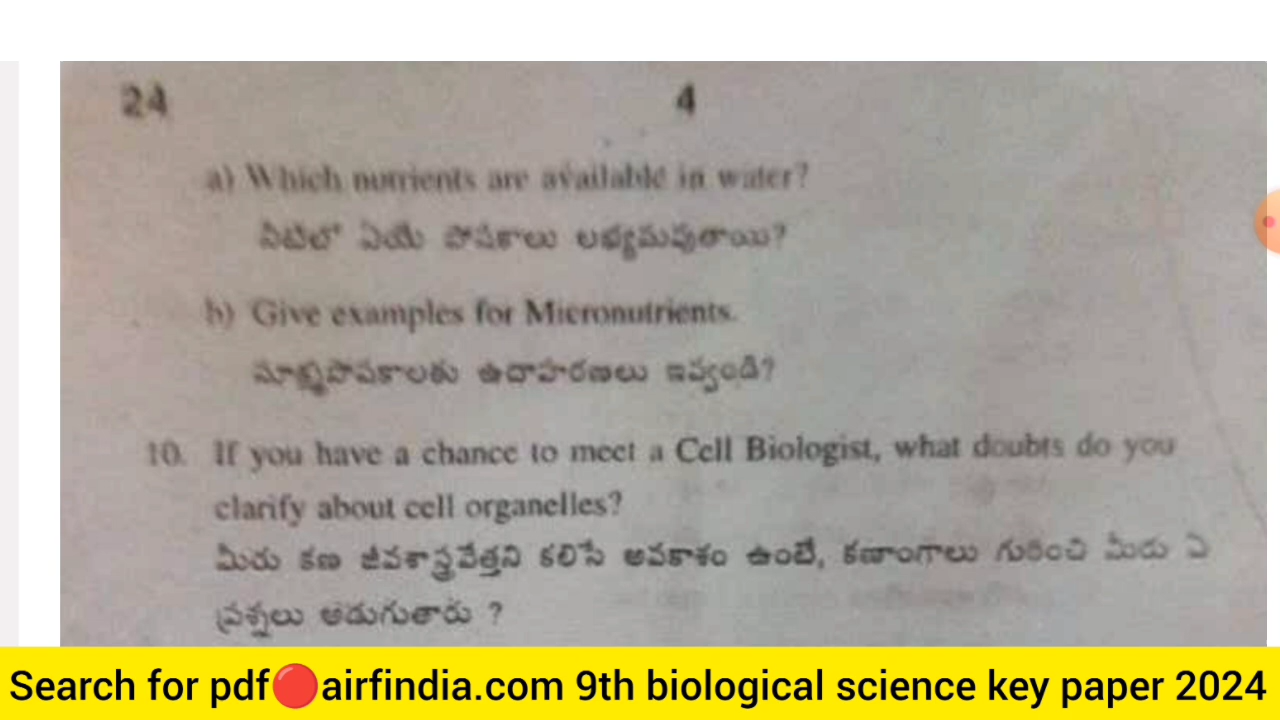 24 4
a) Which nutrients are available in water?
నీటిలో ఏయే పోషకాలు లభ్యమవుతాయి?
b) Give examples for Micronutrients.
సూక్ష్మపోషకాలకు ఉదాహరణలు ఇవ్వండి?
10. If you have a chance to meet a Cell Biologist, what doubts do you
clarify about cell organelles?
మీరు కణ జీవశాస్త్రవేత్తని కలిసే అవకాశం ఉంటే, కణాంగాలు గురించి మీరు ఏ
ప్రశ్నలు అడుగుతారు ?
Search for pdf🔴airfindia.com 9th biological science key paper 2024